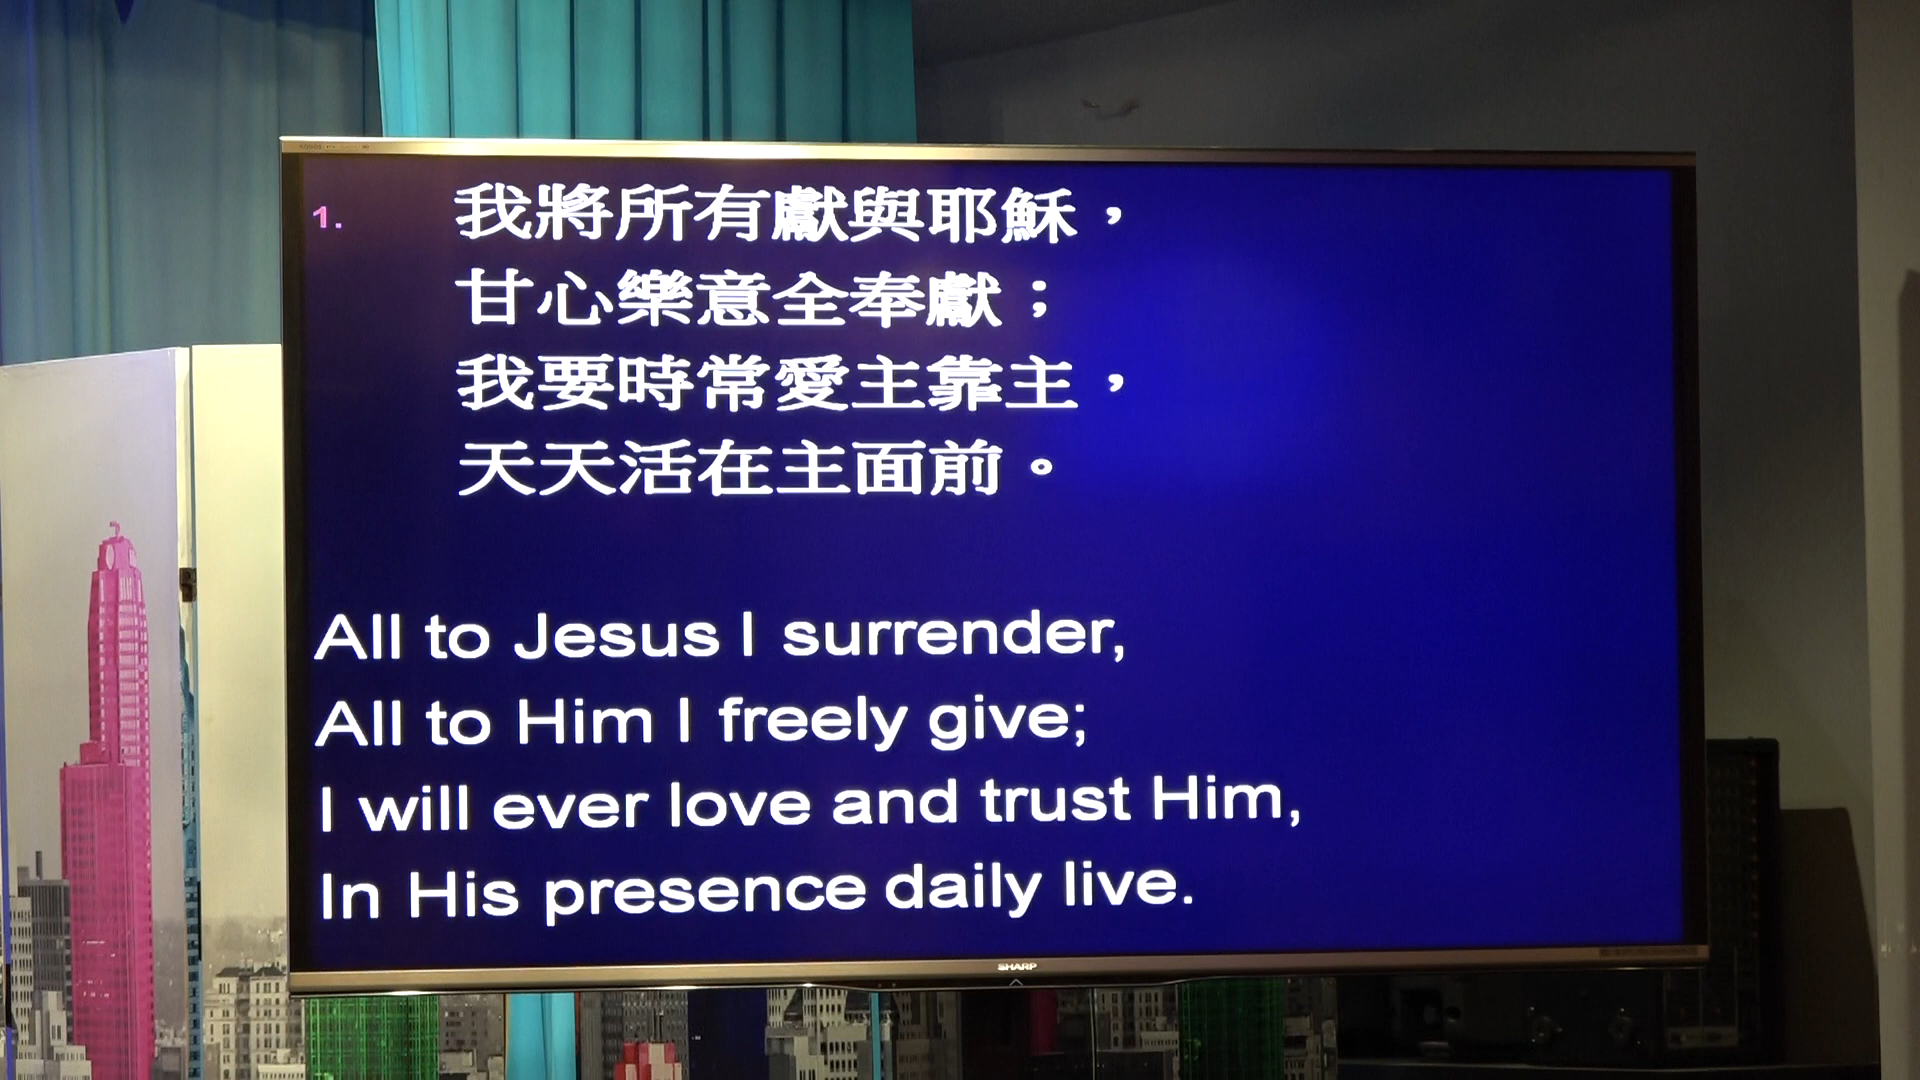 1. 我將所有獻與耶穌，
甘心樂意全奉獻；
我要時常愛主靠主，
天天活在主面前。
All to Jesus I surrender,
All to Him I freely give;
I will ever love and trust Him,
In His presence daily live.
SHARP